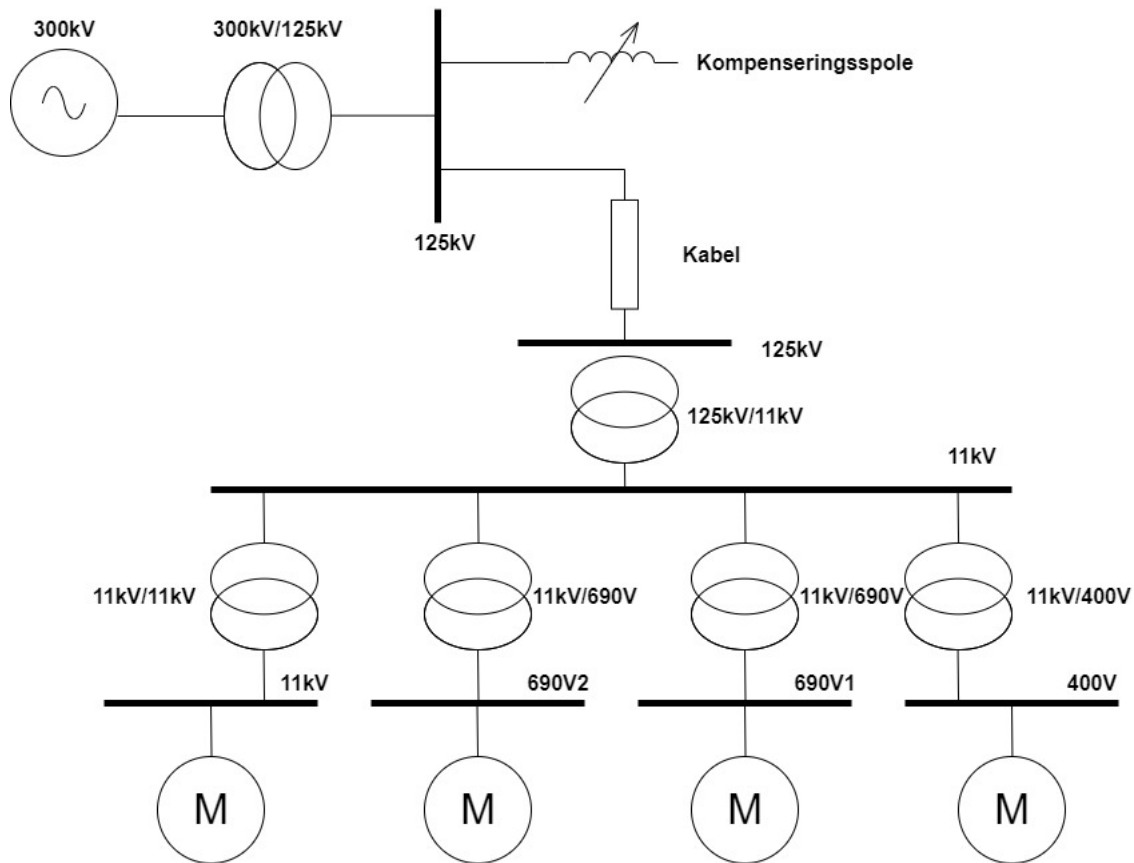 300kV
300kV/125kV
Kompenseringsspole
125kV
Kabel
125kV
125kV/11kV
11kV
11kV/11kV
11kV/690V
11kV/690V
11kV/400V
11kV
690V2
690V1
400V
M
M
M
M